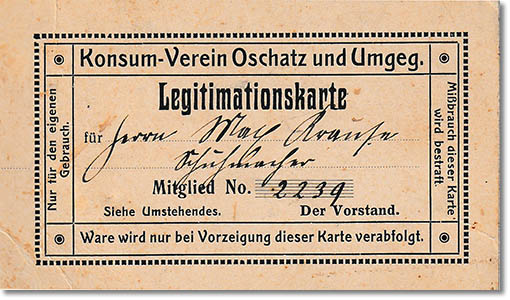 Konsum-Verein Oschatz und Umgeg.
Legitimationskarte
für Herrn Max Krause
Schuhmacher
Mitglied No. 2239
Siehe Umstehendes. Der Vorstand.
Ware wird nur bei Vorzeigung dieser Karte verabfolgt.
Nur für den eigenen
Gebrauch.
Mißbrauch dieser Karte
wird bestraft.